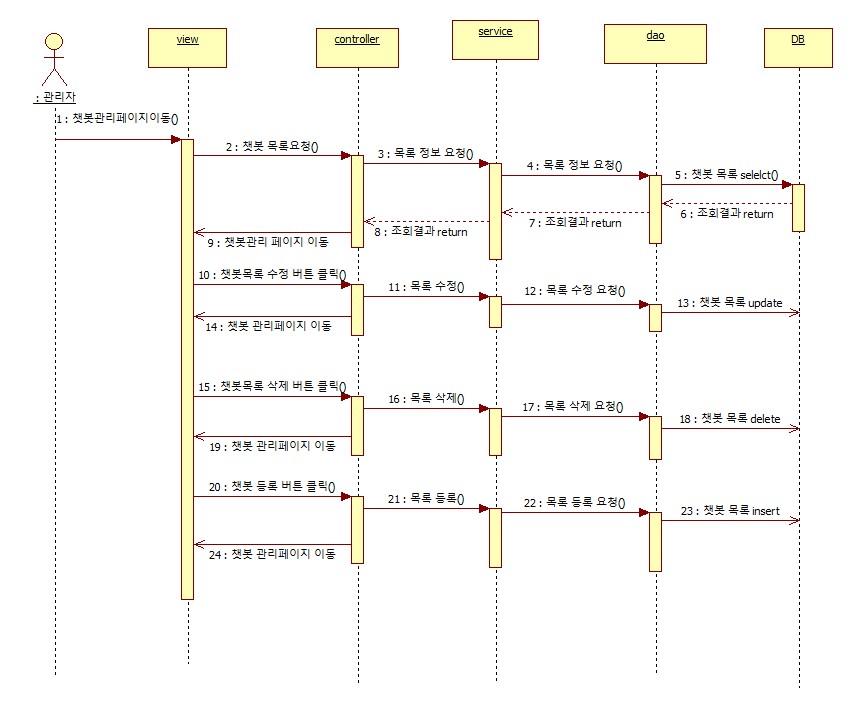 view
controller
service
dao
DB
: 관리자
1 : 챗봇관리페이지이동()
2 : 챗봇 목록요청()
3 : 목록 정보 요청()
4 : 목록 정보 요청()
5 : 챗봇 목록 selelct()
6 : 조회결과 return
7 : 조회결과 return
8 : 조회결과 return
9 : 챗봇관리 페이지 이동
10 : 챗봇목록 수정 버튼 클릭()
11 : 목록 수정()
12 : 목록 수정 요청()
13 : 챗봇 목록 update
14 : 챗봇 관리페이지 이동
15 : 챗봇목록 삭제 버튼 클릭()
16 : 목록 삭제()
17 : 목록 삭제 요청()
18 : 챗봇 목록 delete
19 : 챗봇 관리페이지 이동
20 : 챗봇 등록 버튼 클릭()
21 : 목록 등록()
22 : 목록 등록 요청()
23 : 챗봇 목록 insert
24 : 챗봇 관리페이지 이동